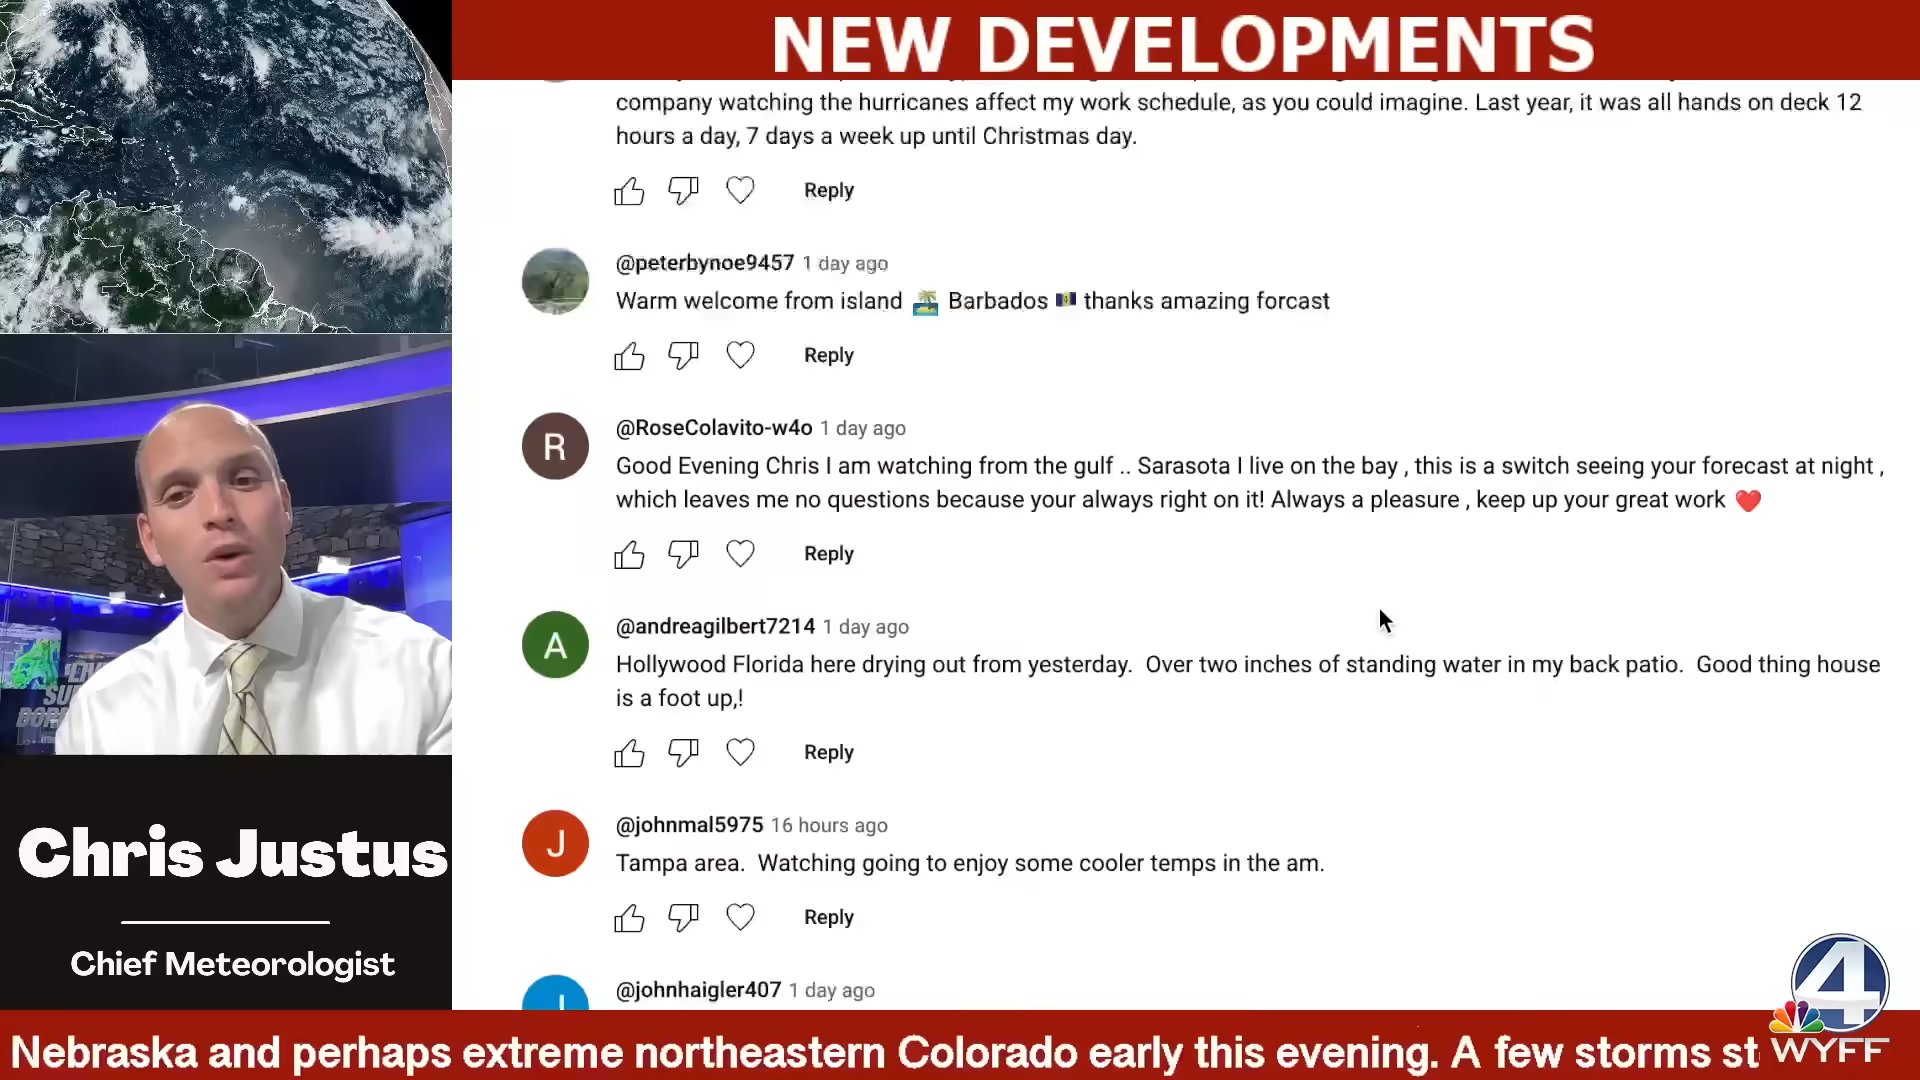 NEW DEVELOPMENTS
company watching the hurricanes affect my work schedule, as you could imagine. Last year, it was all hands on deck 12
hours a day, 7 days a week up until Christmas day.
Reply
@peterbynoe9457 1 day ago
Warm welcome from island 🏝️ Barbados 🇧🇧 thanks amazing forcast
Reply
R
@RoseColavito-w4o 1 day ago
Good Evening Chris I am watching from the gulf .. Sarasota I live on the bay , this is a switch seeing your forecast at night ,
which leaves me no questions because your always right on it! Always a pleasure , keep up your great work ❤️
Reply
A
@andreagilbert7214 1 day ago
Hollywood Florida here drying out from yesterday.  Over two inches of standing water in my back patio.  Good thing house
is a foot up,!
Reply
J
@johnmal5975 16 hours ago
Tampa area.  Watching going to enjoy some cooler temps in the am.
Reply
@johnhaigler407 1 day ago
Chris Justus
Chief Meteorologist
4
WYFF
Nebraska and perhaps extreme northeastern Colorado early this evening. A few storms st